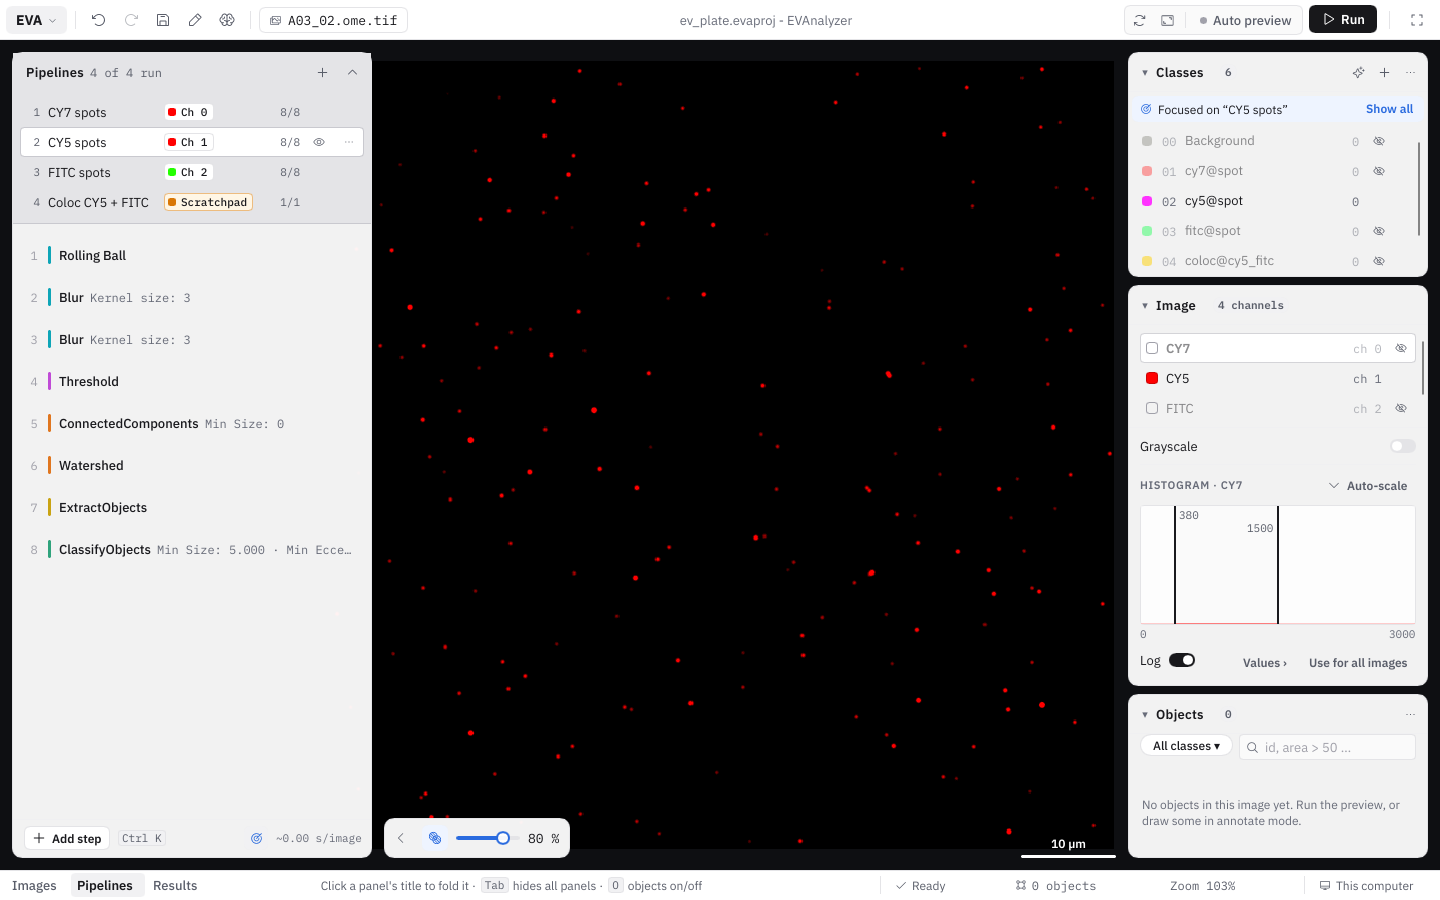 EVA
A03_02.ome.tif
ev_plate.evaproj - EVAnalyzer
Auto preview
Run
Pipelines 4 of 4 run
1 CY7 spots Ch 0 8/8
2 CY5 spots Ch 1 8/8
3 FITC spots Ch 2 8/8
4 Coloc CY5 + FITC Scratchpad 1/1
1 Rolling Ball
2 Blur Kernel size: 3
3 Blur Kernel size: 3
4 Threshold
5 ConnectedComponents Min Size: 0
6 Watershed
7 ExtractObjects
8 ClassifyObjects Min Size: 5.000 · Min Ecce…
Add step Ctrl K ~0.00 s/image
80 %
10 µm
Classes 6
Focused on “CY5 spots” Show all
00 Background 0
01 cy7@spot 0
02 cy5@spot 0
03 fitc@spot 0
04 coloc@cy5_fitc 0
Image 4 channels
CY7 ch 0
CY5 ch 1
FITC ch 2
Grayscale
HISTOGRAM · CY7 Auto-scale
380
1500
0 3000
Log Values › Use for all images
Objects 0
All classes ▾ id, area > 50 ...
No objects in this image yet. Run the preview, or
draw some in annotate mode.
Images Pipelines Results
Click a panel's title to fold it · Tab hides all panels · O objects on/off
Ready
0 objects
Zoom 103%
This computer